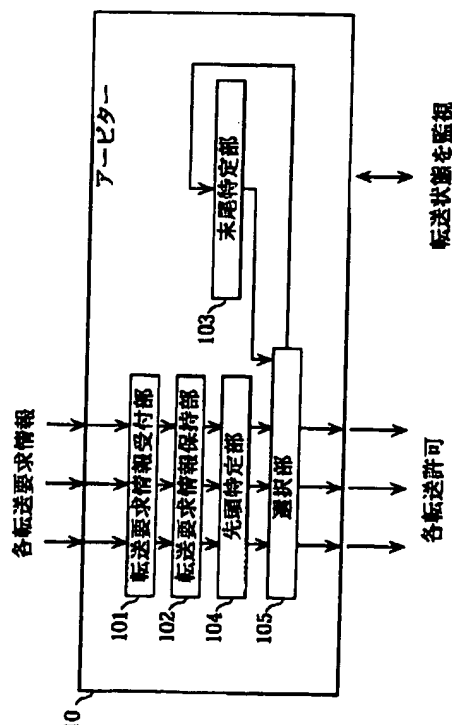 各転送要求情報
アービター
101
転送要求情報受付部
102
転送要求情報保持部
104
先頭特定部
105
選択部
103
末尾特定部
各転送許可
転送状態を監視